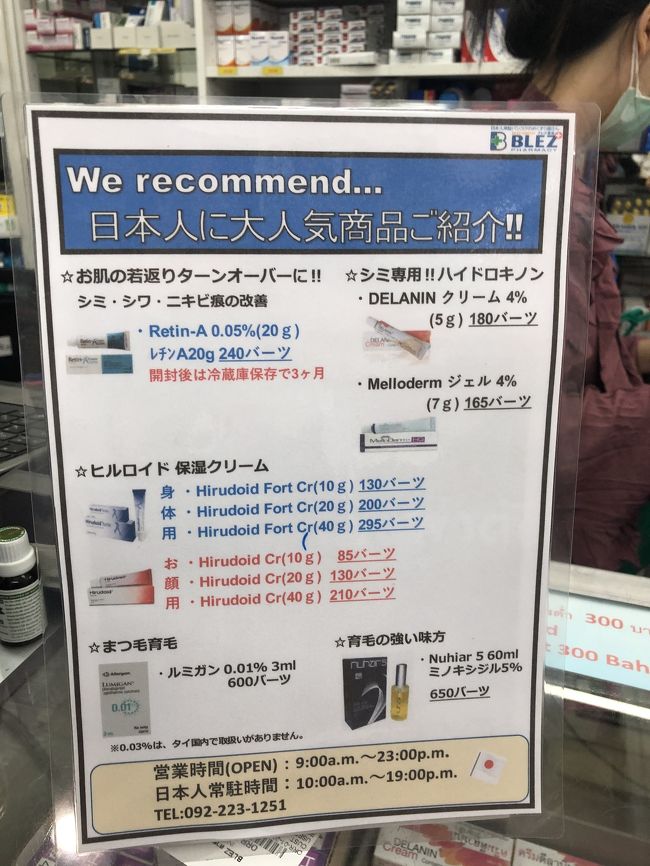 BLEZ
PHARMACY
We recommend...
日本人に大人気商品ご紹介!!
☆お肌の若返りターンオーバーに!!
シミ・シワ・ニキビ痕の改善
・Retin-A 0.05%(20ｇ)
ﾚﾁﾝA20g 240バーツ
開封後は冷蔵庫保存で3ヶ月
☆シミ専用!!ハイドロキノン
・DELANIN クリーム 4%
(5ｇ) 180バーツ
・Melloderm ジェル 4%
(7ｇ) 165バーツ
☆ヒルロイド 保湿クリーム
身 ・Hirudoid Fort Cr(10ｇ) 130バーツ
体 ・Hirudoid Fort Cr(20ｇ) 200バーツ
用 ・Hirudoid Fort Cr(40ｇ) 295バーツ
お ・Hirudoid Cr(10ｇ) 85バーツ
顔 ・Hirudoid Cr(20ｇ) 130バーツ
用 ・Hirudoid Cr(40ｇ) 210バーツ
☆まつ毛育毛
・ルミガン 0.01% 3ml
600バーツ
Allergan
LUMIGAN
0.01
※0.03%は、タイ国内で取扱いがありません。
☆育毛の強い味方
・Nuhiar 5 60ml
ミノキシジル5%
650バーツ
nuhair
営業時間(OPEN)：9:00a.m.～23:00p.m.
日本人常駐時間：10:00a.m.～19:00p.m.
TEL:092-223-1251
300 บา
300 Bah
DELANIN
Cream